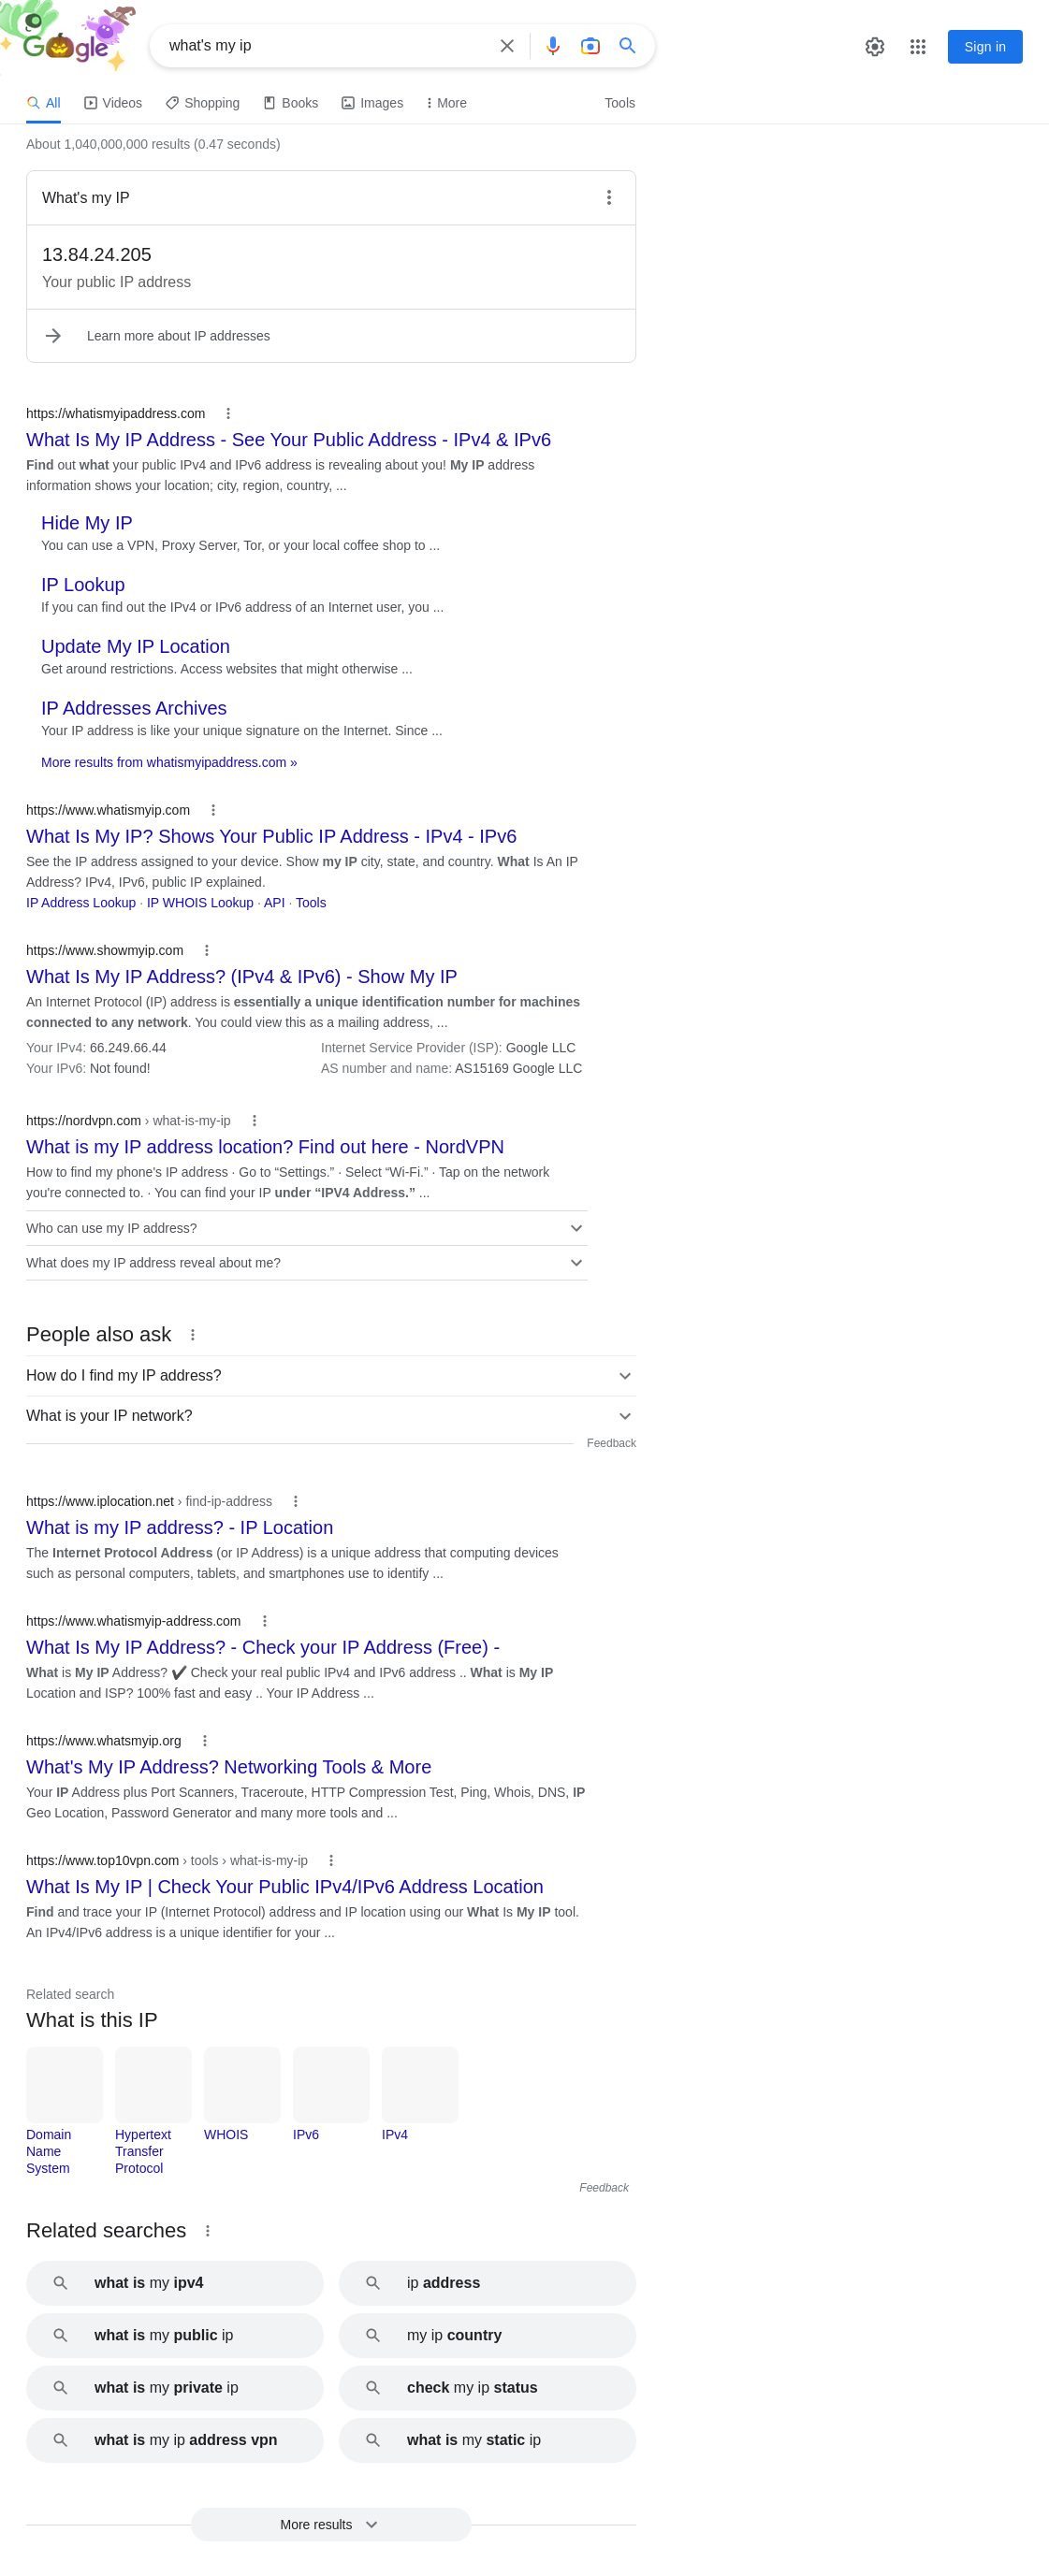 Google
what's my ip
Sign in
All
Videos
Shopping
Books
Images
More
Tools
About 1,040,000,000 results (0.47 seconds)
What's my IP
13.84.24.205
Your public IP address
Learn more about IP addresses
https://whatismyipaddress.com
What Is My IP Address - See Your Public Address - IPv4 & IPv6
Find out what your public IPv4 and IPv6 address is revealing about you! My IP address
information shows your location; city, region, country, ...
Hide My IP
You can use a VPN, Proxy Server, Tor, or your local coffee shop to ...
IP Lookup
If you can find out the IPv4 or IPv6 address of an Internet user, you ...
Update My IP Location
Get around restrictions. Access websites that might otherwise ...
IP Addresses Archives
Your IP address is like your unique signature on the Internet. Since ...
More results from whatismyipaddress.com »
https://www.whatismyip.com
What Is My IP? Shows Your Public IP Address - IPv4 - IPv6
See the IP address assigned to your device. Show my IP city, state, and country. What Is An IP
Address? IPv4, IPv6, public IP explained.
IP Address Lookup · IP WHOIS Lookup · API · Tools
https://www.showmyip.com
What Is My IP Address? (IPv4 & IPv6) - Show My IP
An Internet Protocol (IP) address is essentially a unique identification number for machines
connected to any network. You could view this as a mailing address, ...
Your IPv4: 66.249.66.44
Internet Service Provider (ISP): Google LLC
Your IPv6: Not found!
AS number and name: AS15169 Google LLC
https://nordvpn.com › what-is-my-ip
What is my IP address location? Find out here - NordVPN
How to find my phone's IP address · Go to “Settings.” · Select “Wi-Fi.” · Tap on the network
you're connected to. · You can find your IP under “IPV4 Address.” ...
Who can use my IP address?
What does my IP address reveal about me?
People also ask
How do I find my IP address?
What is your IP network?
Feedback
https://www.iplocation.net › find-ip-address
What is my IP address? - IP Location
The Internet Protocol Address (or IP Address) is a unique address that computing devices
such as personal computers, tablets, and smartphones use to identify ...
https://www.whatismyip-address.com
What Is My IP Address? - Check your IP Address (Free) -
What is My IP Address? ✔️ Check your real public IPv4 and IPv6 address .. What is My IP
Location and ISP? 100% fast and easy .. Your IP Address ...
https://www.whatsmyip.org
What's My IP Address? Networking Tools & More
Your IP Address plus Port Scanners, Traceroute, HTTP Compression Test, Ping, Whois, DNS, IP
Geo Location, Password Generator and many more tools and ...
https://www.top10vpn.com › tools › what-is-my-ip
What Is My IP | Check Your Public IPv4/IPv6 Address Location
Find and trace your IP (Internet Protocol) address and IP location using our What Is My IP tool.
An IPv4/IPv6 address is a unique identifier for your ...
Related search
What is this IP
Domain
Name
System
Hypertext
Transfer
Protocol
WHOIS
IPv6
IPv4
Feedback
Related searches
what is my ipv4
ip address
what is my public ip
my ip country
what is my private ip
check my ip status
what is my ip address vpn
what is my static ip
More results